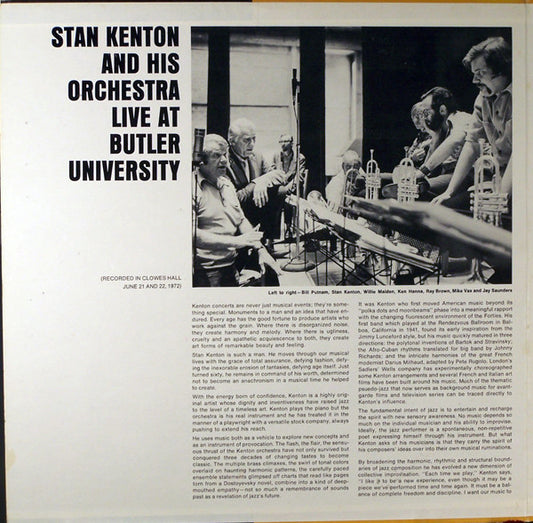 STAN KENTON
AND HIS
ORCHESTRA
LIVE AT
BUTLER
UNIVERSITY
(RECORDED IN CLOWES HALL
JUNE 21 AND 22, 1972)
Left to right—Bill Putnam, Stan Kenton, Willie Maiden, Ken Hanna, Ray Brown, Mike Vax and Jay Saunders
Kenton concerts are never just musical events; they're some-
thing special. Monuments to a man and an idea that have en-
dured. Every age has the good fortune to produce artists who
work against the grain. Where there is disorganized noise,
they create harmony and melody. Where there is ugliness,
cruelty and an apathetic acquiescence to both, they create
art forms of remarkable beauty and feeling.
Stan Kenton is such a man. He moves through our musical
lives with the grace of total assurance, defying fashion, defy-
ing the inexorable erosion of fantasies, defying age itself. Just
turned sixty, he remains in command of his world, determined
not to become an anachronism in a musical time he helped
to create.
With the energy born of confidence, Kenton is a highly orig-
inal artist whose dignity and inventiveness have raised jazz
to the level of a timeless art. Kenton plays the piano but the
orchestra is his real instrument and he has treated it in the
manner of a playwright with a versatile stock company, always
pushing to extend his reach.
He uses music both as a vehicle to explore new concepts and
as an instrument of provocation. The flash, the flair, the sensu-
ous thrust of the Kenton orchestra have not only survived but
conquered three decades of changing tastes to become
classic. The multiple brass climaxes, the swirl of tonal colors
overlaid on haunting harmonic patterns, the carefully paced
ensemble statements glimpsed off charts that read like pages
torn from a Dostoyevsky novel; combine into a kind of deep-
mouthed empathy—not so much a remembrance of sounds
past as a revelation of jazz's future.
It was Kenton who first moved American music beyond its
"polka dots and moonbeams" phase into a meaningful rapport
with the changing fluorescent environment of the Forties. His
first band which played at the Rendezvous Ballroom in Bal-
boa, California in 1941, found its early inspiration from the
Jimmy Lunceford style, but his music quickly matured in three
directions: the polytonal inventions of Bartok and Stravinsky;
the Afro-Cuban rhythms translated for big band by Johnny
Richards; and the intricate harmonies of the great French
modernist Darius Milheud, adapted by Pete Rugolo. London's
Sadlers' Wells company has experimentally choreographed
some Kenton arrangements and several French and Italian art
films have been built around his music. Much of the thematic
psuedo-jazz that now serves as background music for avant-
garde films and television series can be traced directly to
Kenton's influence.
The fundamental intent of jazz is to entertain and recharge
the spirit with new sensory awareness. No music depends so
much on the individual musician and his ability to improvise.
Ideally, the jazz performer is a spontaneous, non-repetitive
poet expressing himself through his instrument. But what
Kenton asks of his musicians is that they carry the spirit of
his composers' ideas over into their own musical ruminations.
By broadening the harmonic, rhythmic and structural bound-
aries of jazz composition he has evolved a new dimension of
collective improvisation. "Each time we play," Kenton says,
"I like it to be a new experience, even though it may be a
piece we've performed time and time again. It must be a bal-
ance of complete freedom and discipline. I want our music to